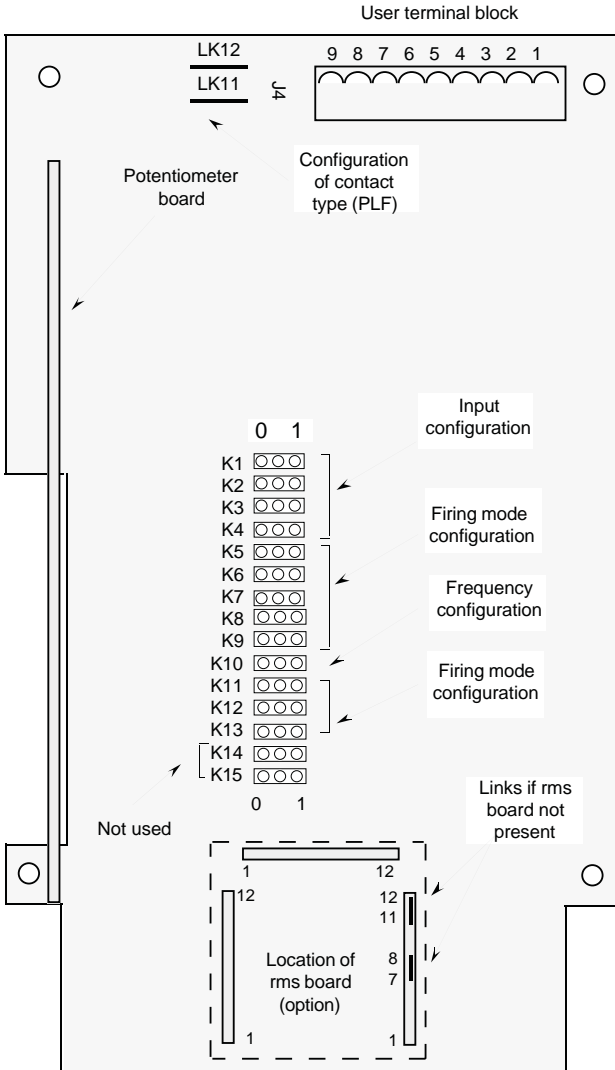 User terminal block
LK12
LK11
J4
9 8 7 6 5 4 3 2 1
Configuration
of contact
type (PLF)
Potentiometer
board
0 1
K1
K2
K3
K4
K5
K6
K7
K8
K9
K10
K11
K12
K13
K14
K15
0 1
Input
configuration
Firing mode
configuration
Frequency
configuration
Firing mode
configuration
Not used
Links if rms
board not
present
1 12
12
1
Location of
rms board
(option)
12
11
8
7
1